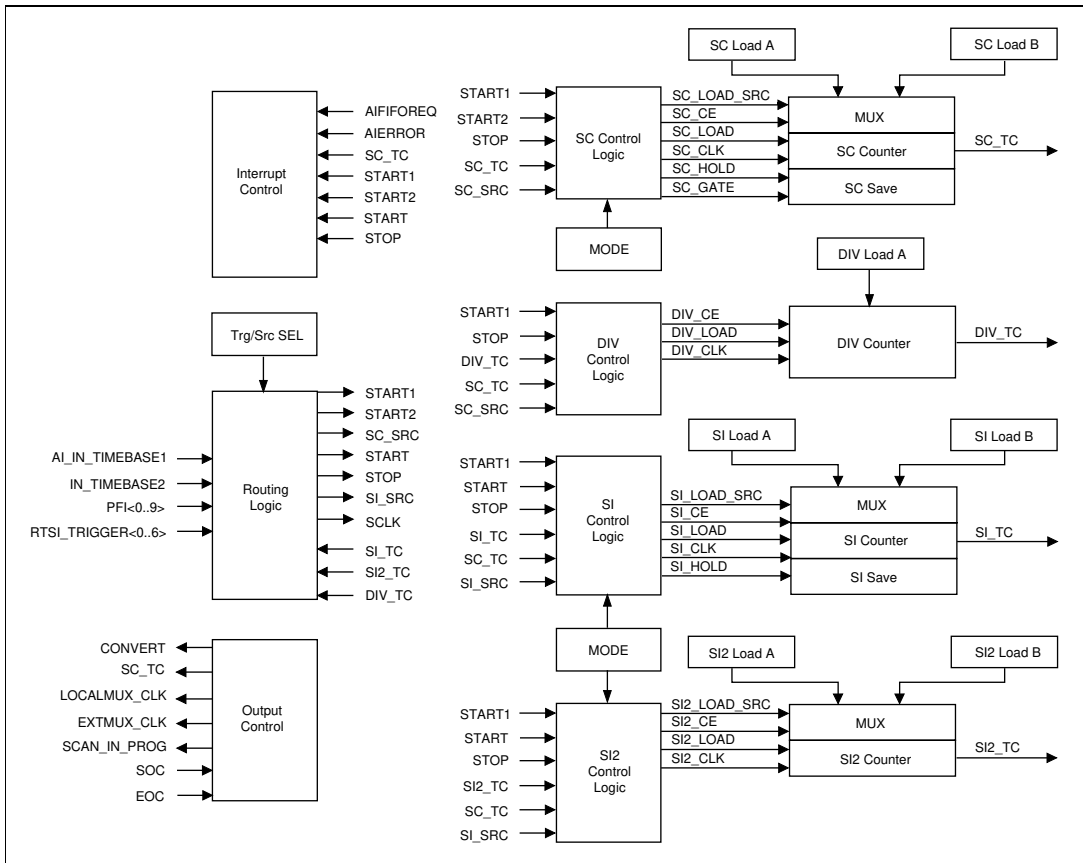 SC Load A
SC Load B
Interrupt
Control
AIFIFOREQ
AIERROR
SC_TC
START1
START2
START
STOP
START1
START2
STOP
SC_TC
SC_SRC
SC Control
Logic
MODE
SC_LOAD_SRC
SC_CE
SC_LOAD
SC_CLK
SC_HOLD
SC_GATE
MUX
SC Counter
SC Save
SC_TC
DIV Load A
START1
STOP
DIV_TC
SC_TC
SC_SRC
DIV
Control
Logic
DIV_CE
DIV_LOAD
DIV_CLK
DIV Counter
DIV_TC
Trg/Src SEL
AI_IN_TIMEBASE1
IN_TIMEBASE2
PFI<0..9>
RTSI_TRIGGER<0..6>
Routing
Logic
START1
START2
SC_SRC
START
STOP
SI_SRC
SCLK
SI_TC
SI2_TC
DIV_TC
SI Load A
SI Load B
START1
START
STOP
SI_TC
SC_TC
SI_SRC
SI
Control
Logic
SI_LOAD_SRC
SI_CE
SI_LOAD
SI_CLK
SI_HOLD
MUX
SI Counter
SI Save
SI_TC
MODE
CONVERT
SC_TC
LOCALMUX_CLK
EXTMUX_CLK
SCAN_IN_PROG
SOC
EOC
Output
Control
SI2 Load A
SI2 Load B
START1
START
STOP
SI2_TC
SC_TC
SI_SRC
SI2
Control
Logic
SI2_LOAD_SRC
SI2_CE
SI2_LOAD
SI2_CLK
MUX
SI2 Counter
SI2_TC